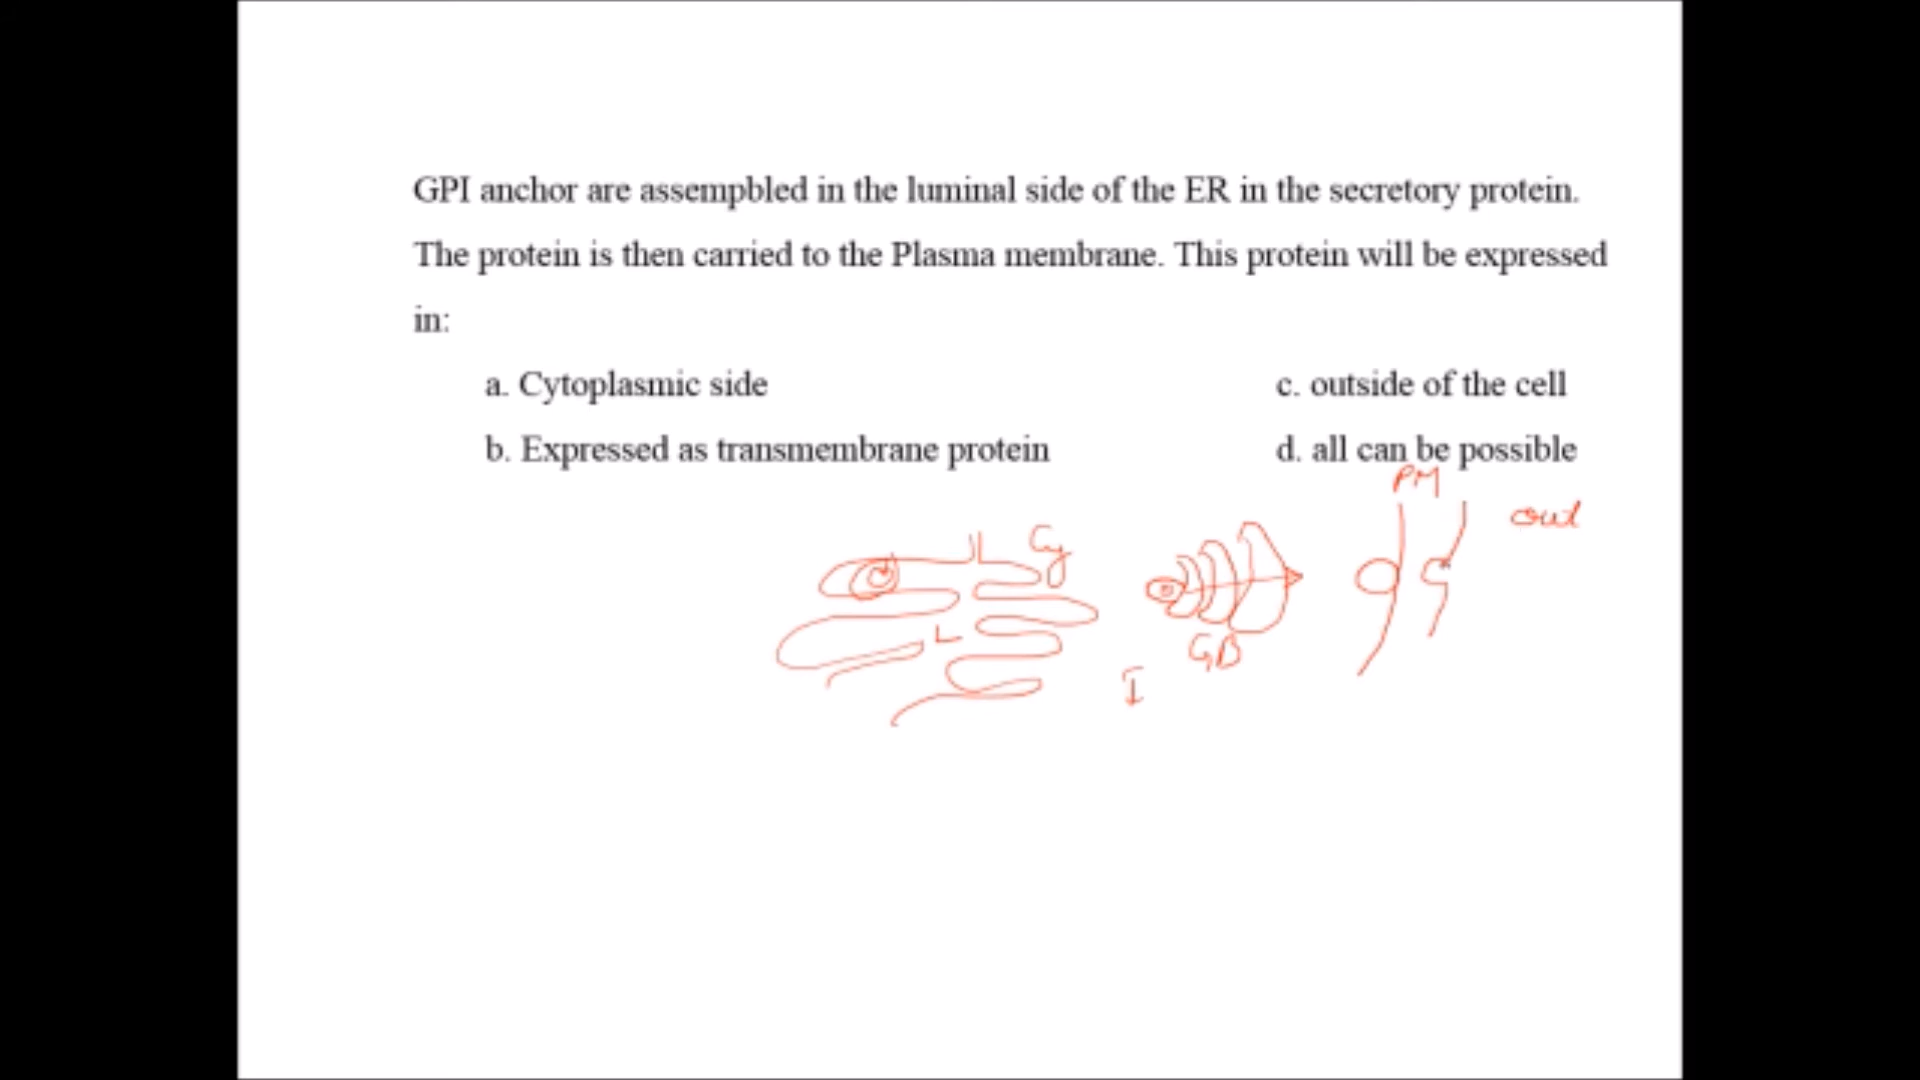 GPI anchor are assempbled in the luminal side of the ER in the secretory protein.
The protein is then carried to the Plasma membrane. This protein will be expressed
in:
a. Cytoplasmic side
c. outside of the cell
b. Expressed as transmembrane protein
d. all can be possible
PM
out
Cy
L
GB
I